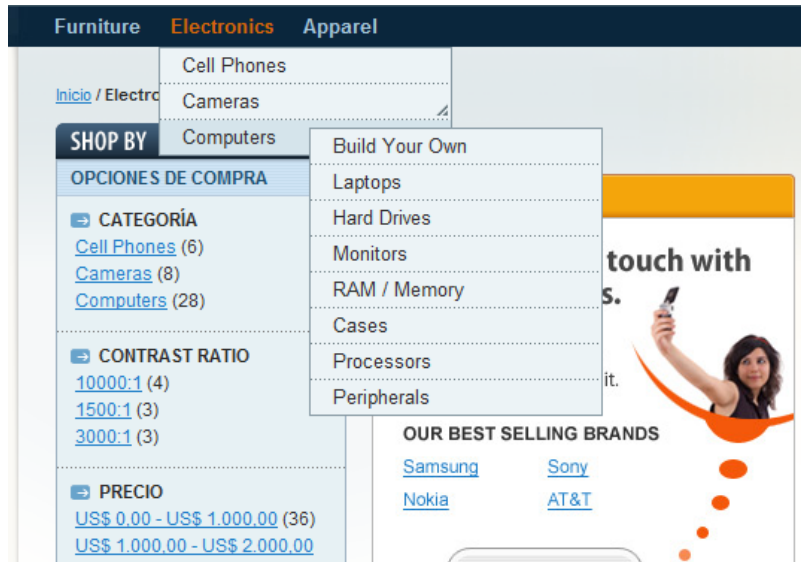 Furniture Electronics Apparel
Cell Phones
Inicio / Electro
Cameras
SHOP BY
Computers
Build Your Own
Laptops
Hard Drives
Monitors
RAM / Memory
Cases
Processors
Peripherals
OPCIONES DE COMPRA
CATEGORÍA
Cell Phones (6)
Cameras (8)
Computers (28)
CONTRAST RATIO
10000:1 (4)
1500:1 (3)
3000:1 (3)
PRECIO
US$ 0,00 - US$ 1.000,00 (36)
US$ 1.000,00 - US$ 2.000,00
touch with
s.
it.
OUR BEST SELLING BRANDS
Samsung Sony
Nokia AT&T